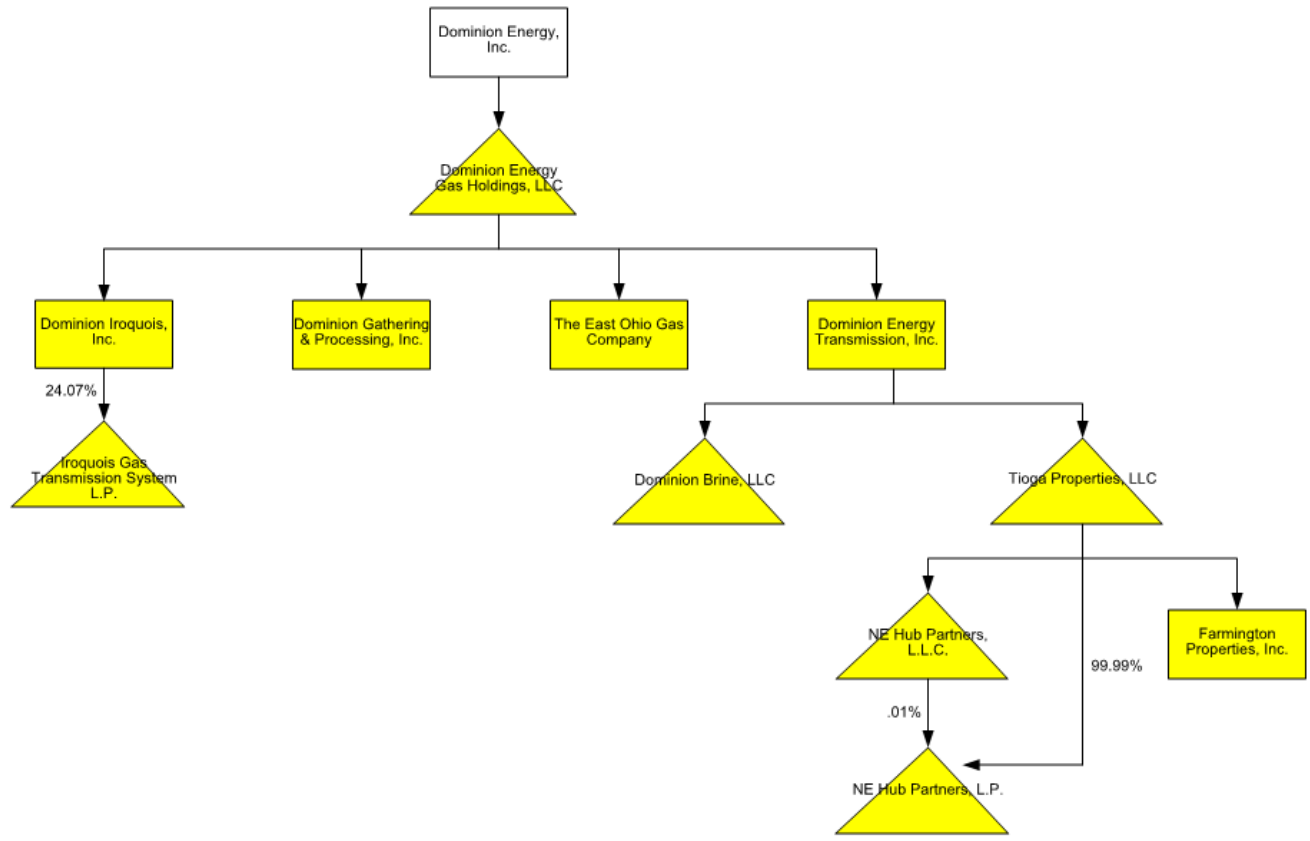 Dominion Energy,
Inc.
Dominion Energy
Gas Holdings, LLC
Dominion Iroquois,
Inc.
Dominion Gathering
& Processing, Inc.
The East Ohio Gas
Company
Dominion Energy
Transmission, Inc.
24.07%
Iroquois Gas
Transmission System
L.P.
Dominion Brine, LLC
Tioga Properties, LLC
NE Hub Partners,
L.L.C.
Farmington
Properties, Inc.
99.99%
.01%
NE Hub Partners, L.P.